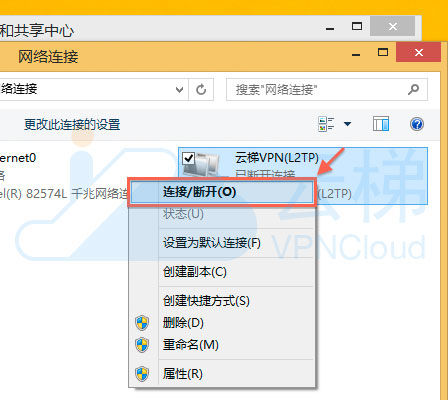 和共享中心
网络连接
络连接
搜索"网络连接"
更改此连接的设置
ernet0
络
el(R) 82574L 千兆网络连
云梯VPN(L2TP)
已断开连接
(L2TP)
连接/断开(O)
状态(U)
设置为默认连接(F)
创建副本(C)
创建快捷方式(S)
删除(D)
重命名(M)
属性(R)
云梯
VPNCloud